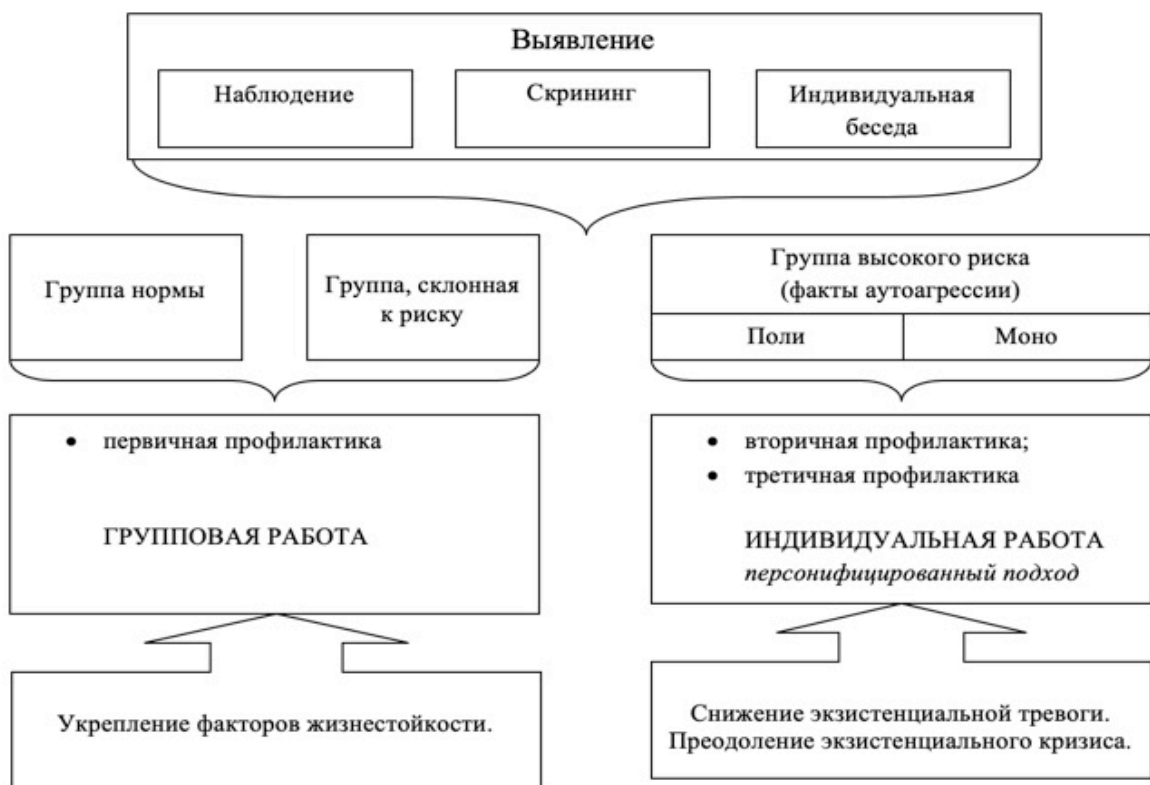 Выявление
Наблюдение
Скрининг
Индивидуальная
беседа
Группа нормы
Группа, склонная
к риску
Группа высокого риска
(факты аутоагрессии)
Поли
Моно
• первичная профилактика
ГРУППОВАЯ РАБОТА
• вторичная профилактика;
• третичная профилактика
ИНДИВИДУАЛЬНАЯ РАБОТА
персонифицированный подход
Укрепление факторов жизнестойкости.
Снижение экзистенциальной тревоги.
Преодоление экзистенциального кризиса.